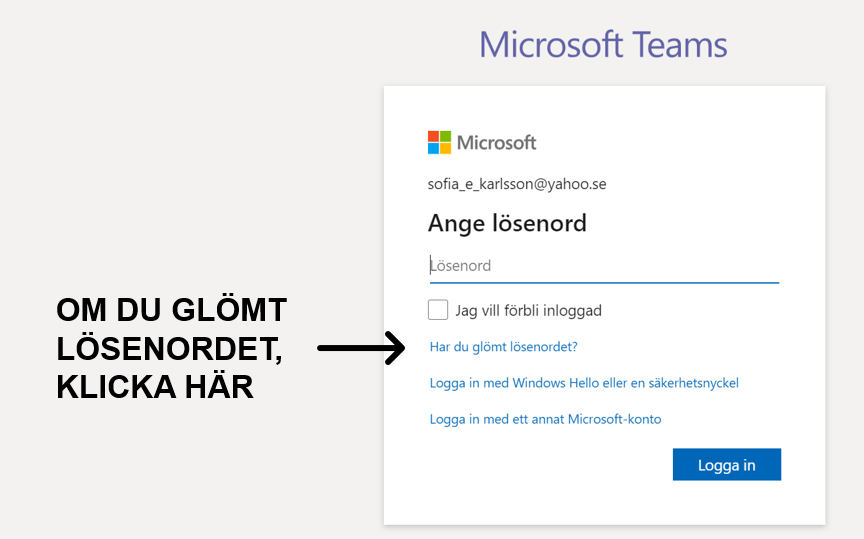 Microsoft Teams
Microsoft
sofia_e_karlsson@yahoo.se
Ange lösenord
Lösenord
Jag vill förbli inloggad
OM DU GLÖMT
LÖSENORDET,
KLICKA HÄR
Har du glömt lösenordet?
Logga in med Windows Hello eller en säkerhetsnyckel
Logga in med ett annat Microsoft-konto
Logga in